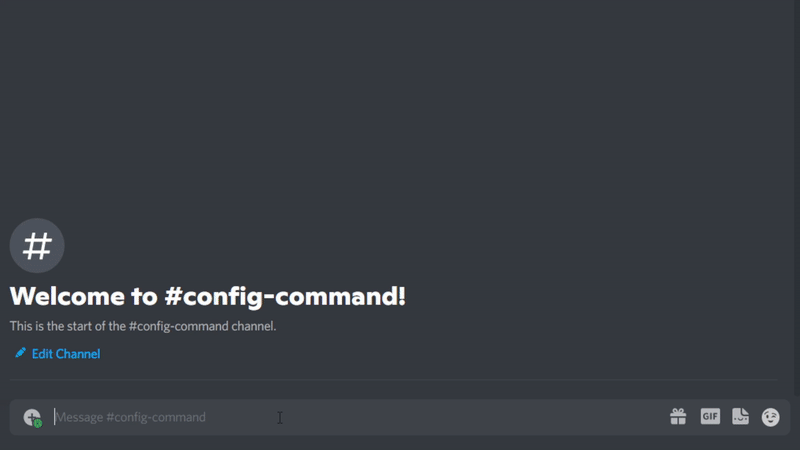 #
Welcome to #config-command!
This is the start of the #config-command channel.
Edit Channel
Message #config-command
GIF